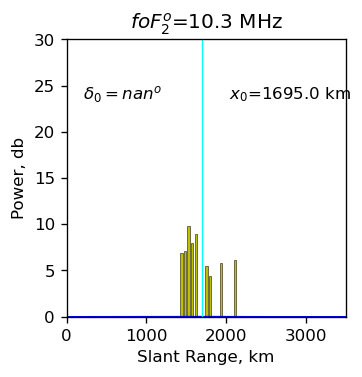 foF₂ᵒ=10.3 MHz
30
25
20
15
10
5
0
Power, db
δ₀ = nanᵒ
x₀=1695.0 km
0 1000 2000 3000
Slant Range, km